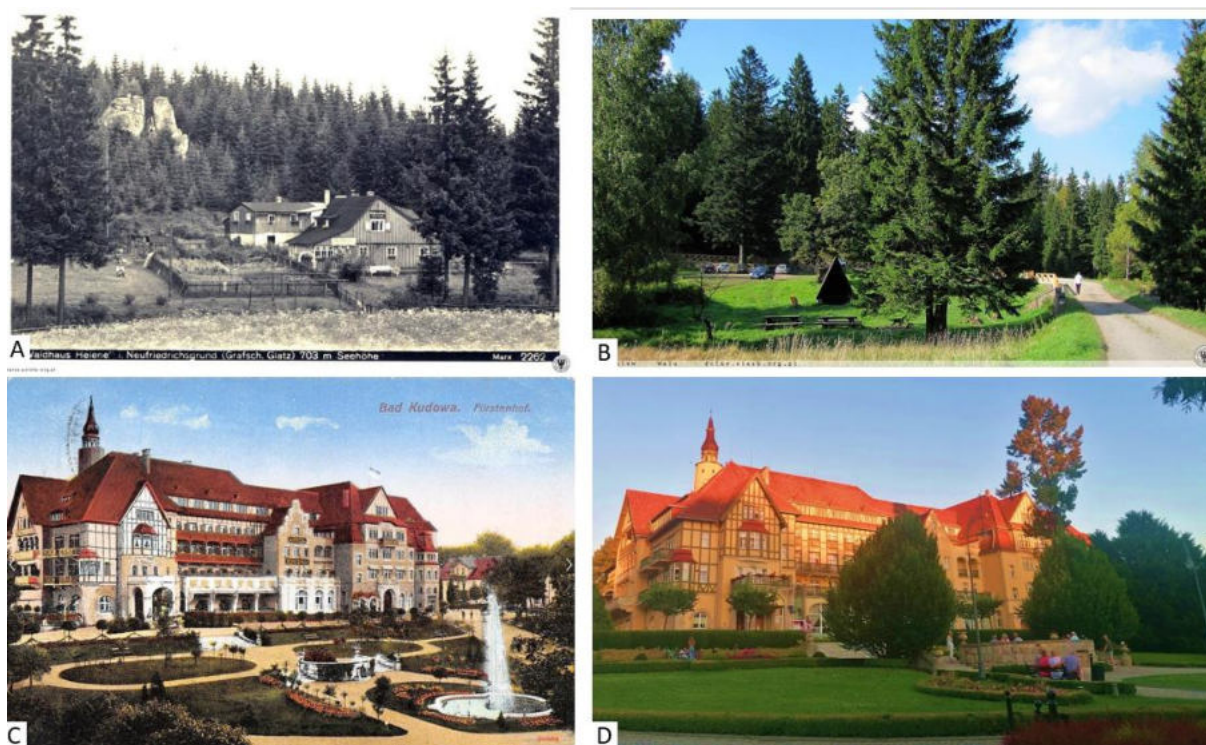 "Waldhaus Helene" i. Neufriedrichsgrund (Grafsch. Glatz) 703 m Seehöhe
Marx 2262
A
B
Bad Kudowa. Fürstenhof.
C
D